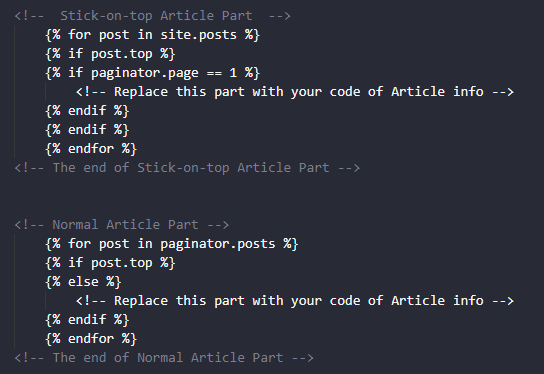 <!--  Stick-on-top Article Part  -->
{% for post in site.posts %}
{% if post.top %}
{% if paginator.page == 1 %}
<!-- Replace this part with your code of Article info -->
{% endif %}
{% endif %}
{% endfor %}
<!-- The end of Stick-on-top Article Part -->
<!-- Normal Article Part -->
{% for post in paginator.posts %}
{% if post.top %}
{% else %}
<!-- Replace this part with your code of Article info -->
{% endif %}
{% endfor %}
<!-- The end of Normal Article Part -->